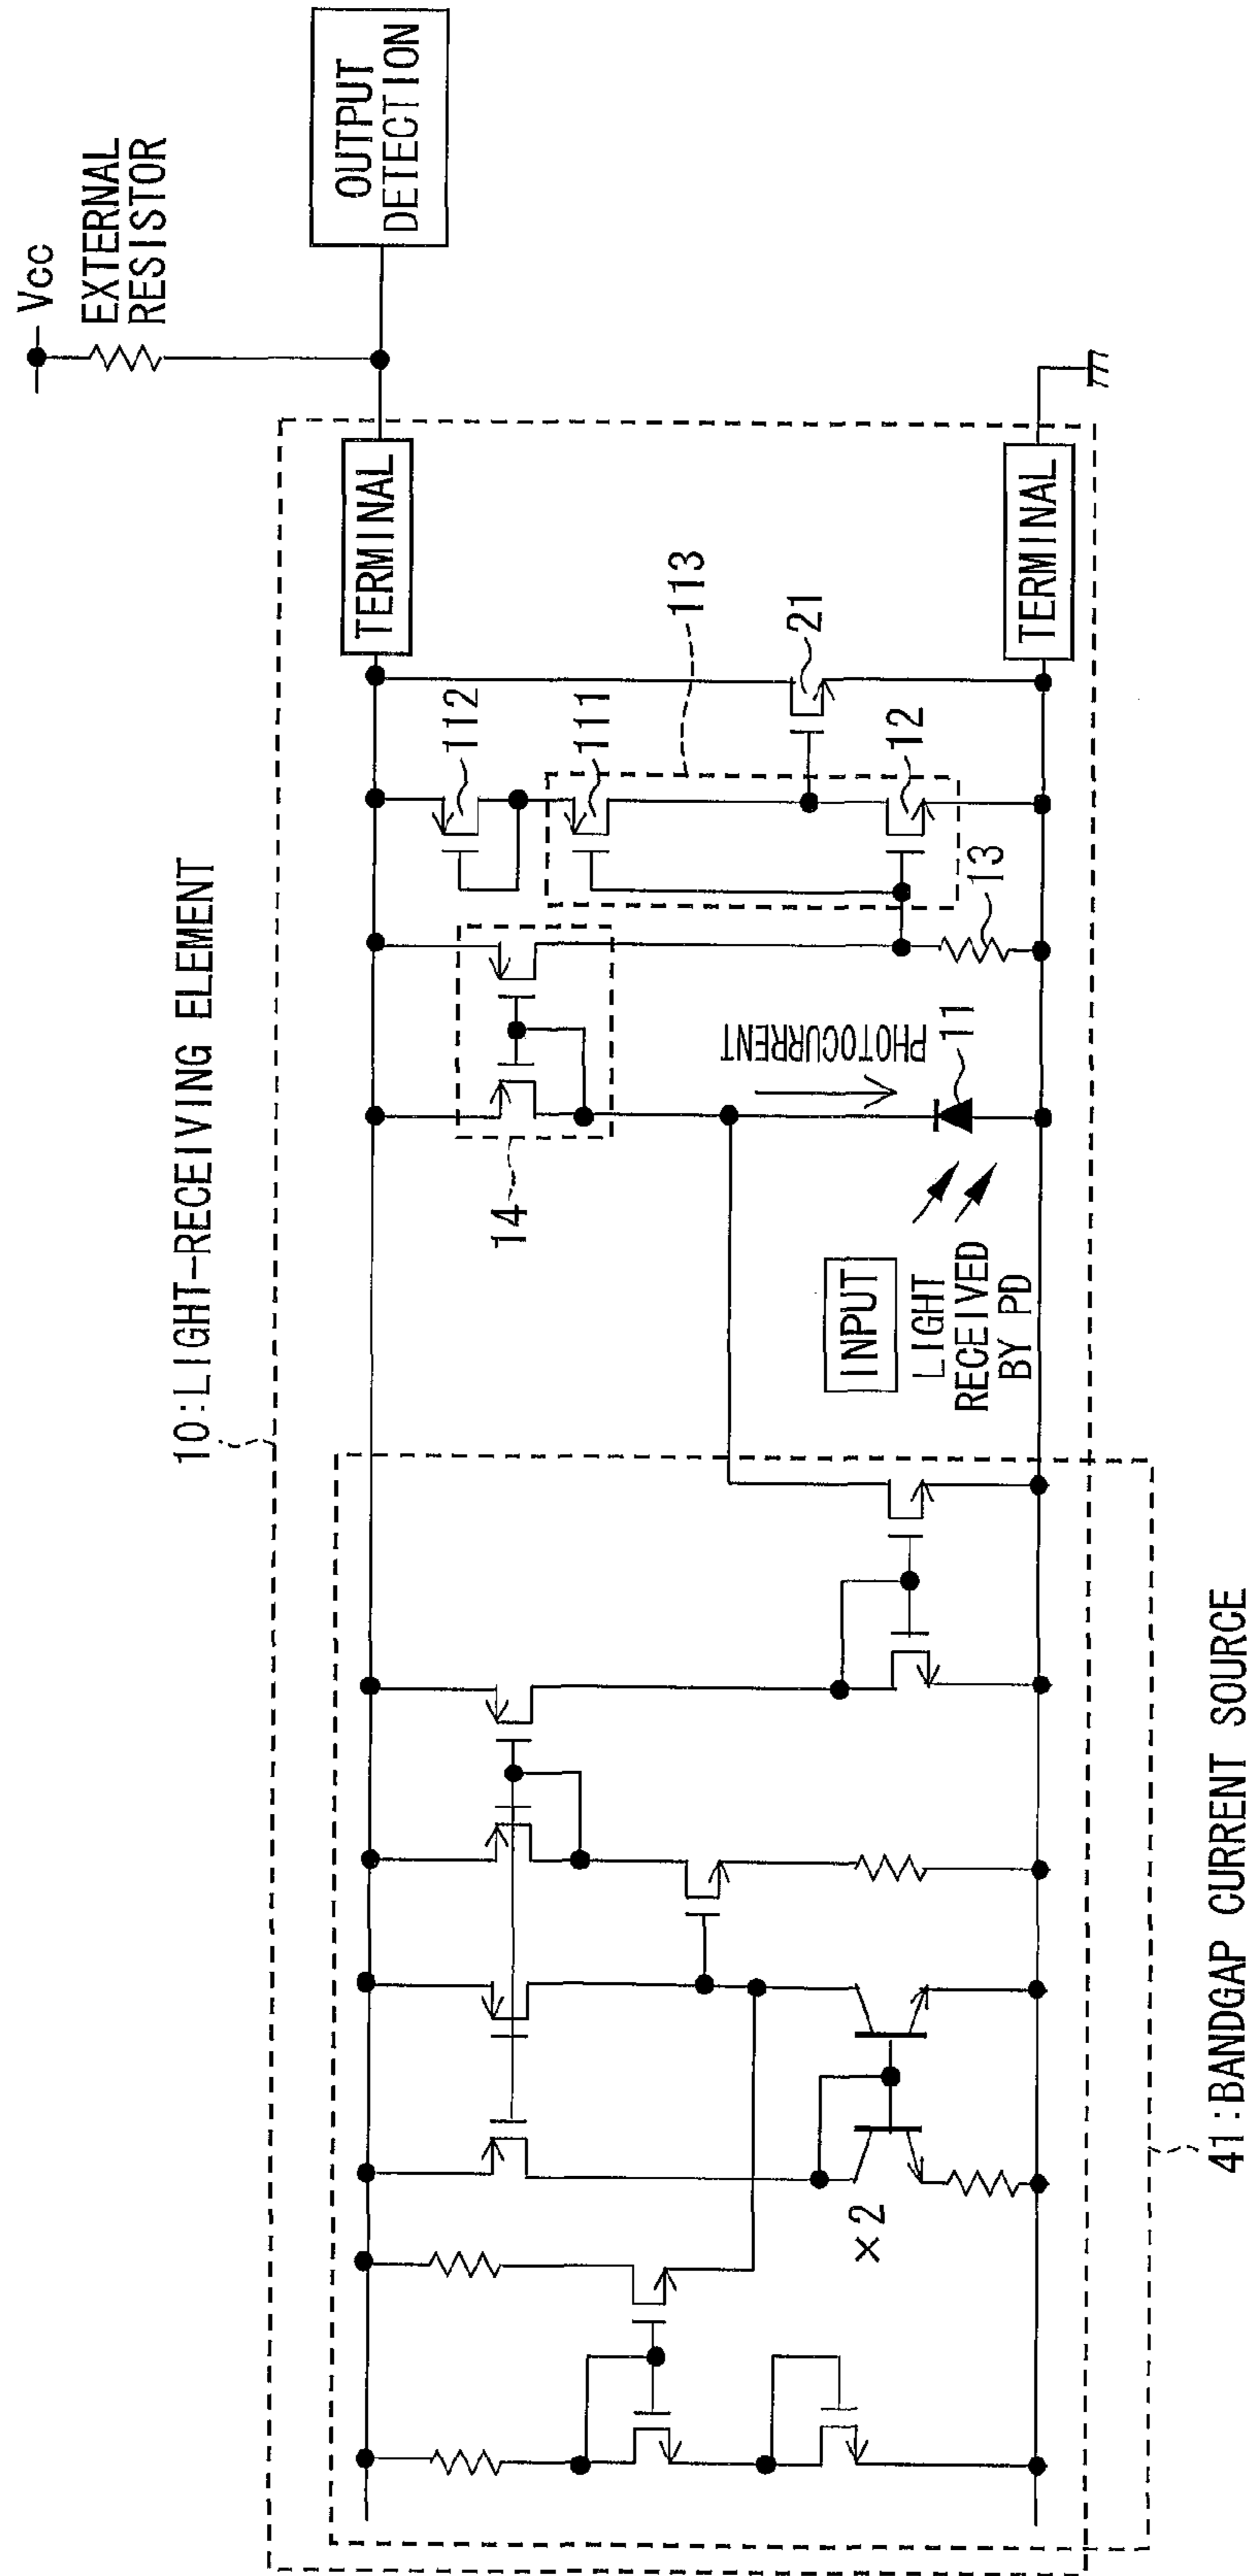 10:LIGHT-RECEIVING ELEMENT
Vcc
EXTERNAL
RESISTOR
OUTPUT
DETECTION
TERMINAL
112
111
113
21
12
13
14
PHOTOCURRENT
11
INPUT
LIGHT
RECEIVED
BY PD
TERMINAL
×2
41:BANDGAP CURRENT SOURCE